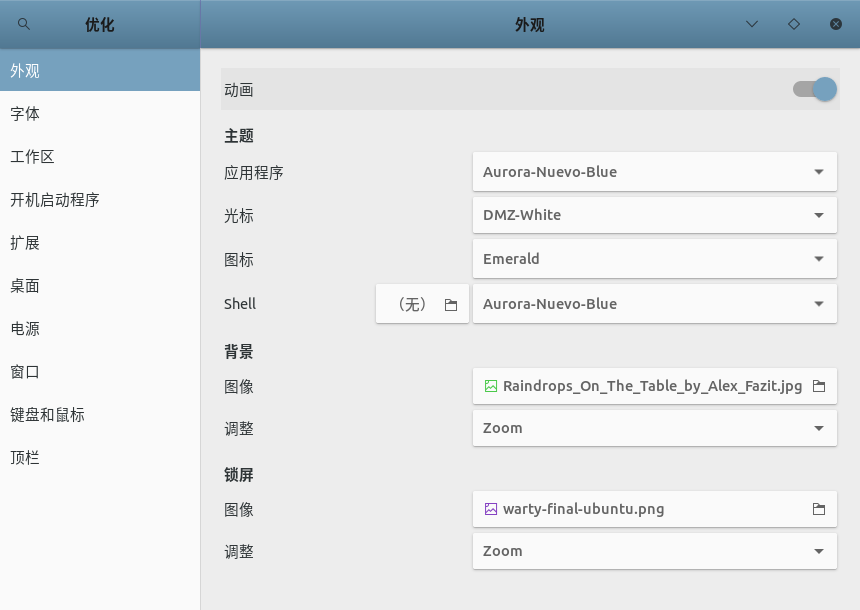 优化
外观
外观
字体
工作区
开机启动程序
扩展
桌面
电源
窗口
键盘和鼠标
顶栏
动画
主题
应用程序 Aurora-Nuevo-Blue
光标 DMZ-White
图标 Emerald
Shell （无） Aurora-Nuevo-Blue
背景
图像 Raindrops_On_The_Table_by_Alex_Fazit.jpg
调整 Zoom
锁屏
图像 warty-final-ubuntu.png
调整 Zoom